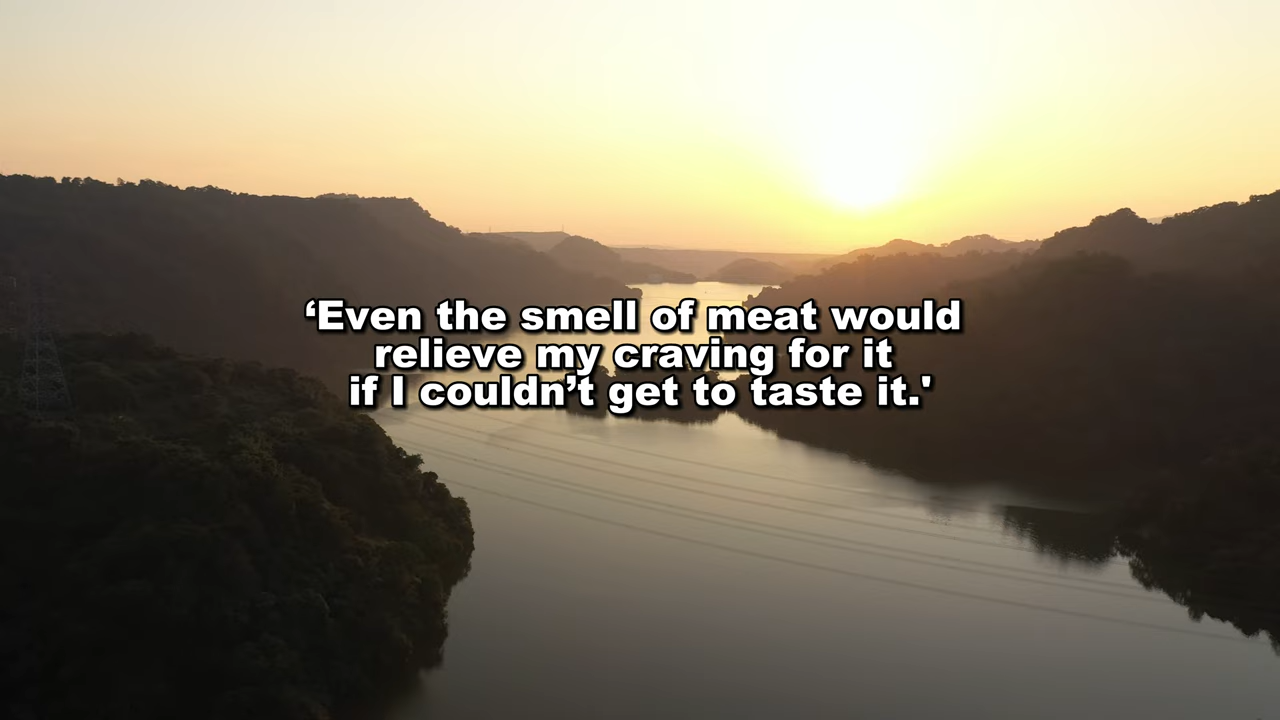 ‘Even the smell of meat would
relieve my craving for it
if I couldn’t get to taste it.'